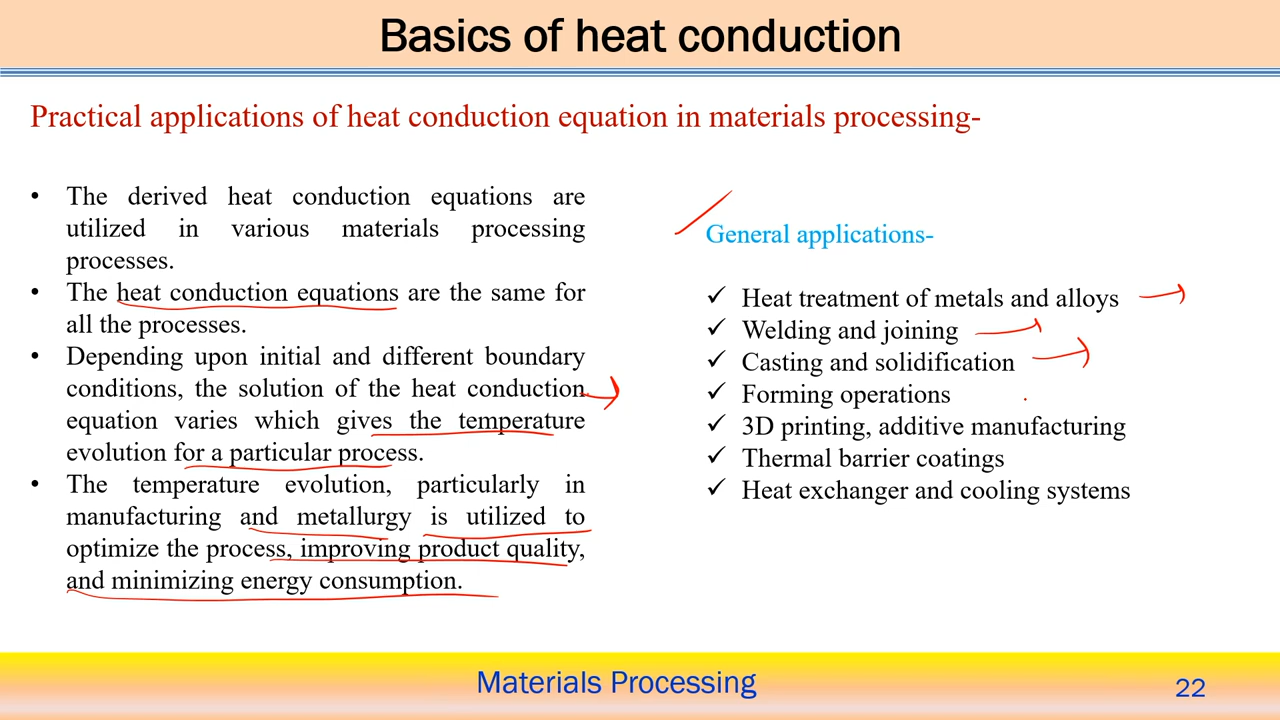 Basics of heat conduction
Practical applications of heat conduction equation in materials processing-
• The derived heat conduction equations are
utilized in various materials processing
processes.
• The heat conduction equations are the same for
all the processes.
• Depending upon initial and different boundary
conditions, the solution of the heat conduction
equation varies which gives the temperature
evolution for a particular process.
• The temperature evolution, particularly in
manufacturing and metallurgy is utilized to
optimize the process, improving product quality,
and minimizing energy consumption.
General applications-
✓ Heat treatment of metals and alloys
✓ Welding and joining
✓ Casting and solidification
✓ Forming operations
✓ 3D printing, additive manufacturing
✓ Thermal barrier coatings
✓ Heat exchanger and cooling systems
Materials Processing
22